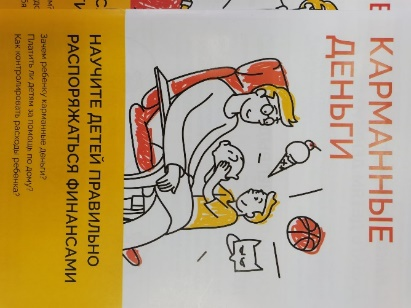 КАРМАННЫЕ
ДЕНЬГИ
НАУЧИТЕ ДЕТЕЙ ПРАВИЛЬНО
РАСПОРЯЖАТЬСЯ ФИНАНСАМИ
Зачем ребенку карманные деньги?
Платить ли детям за помощь по дому?
Как контролировать расходы ребенка?